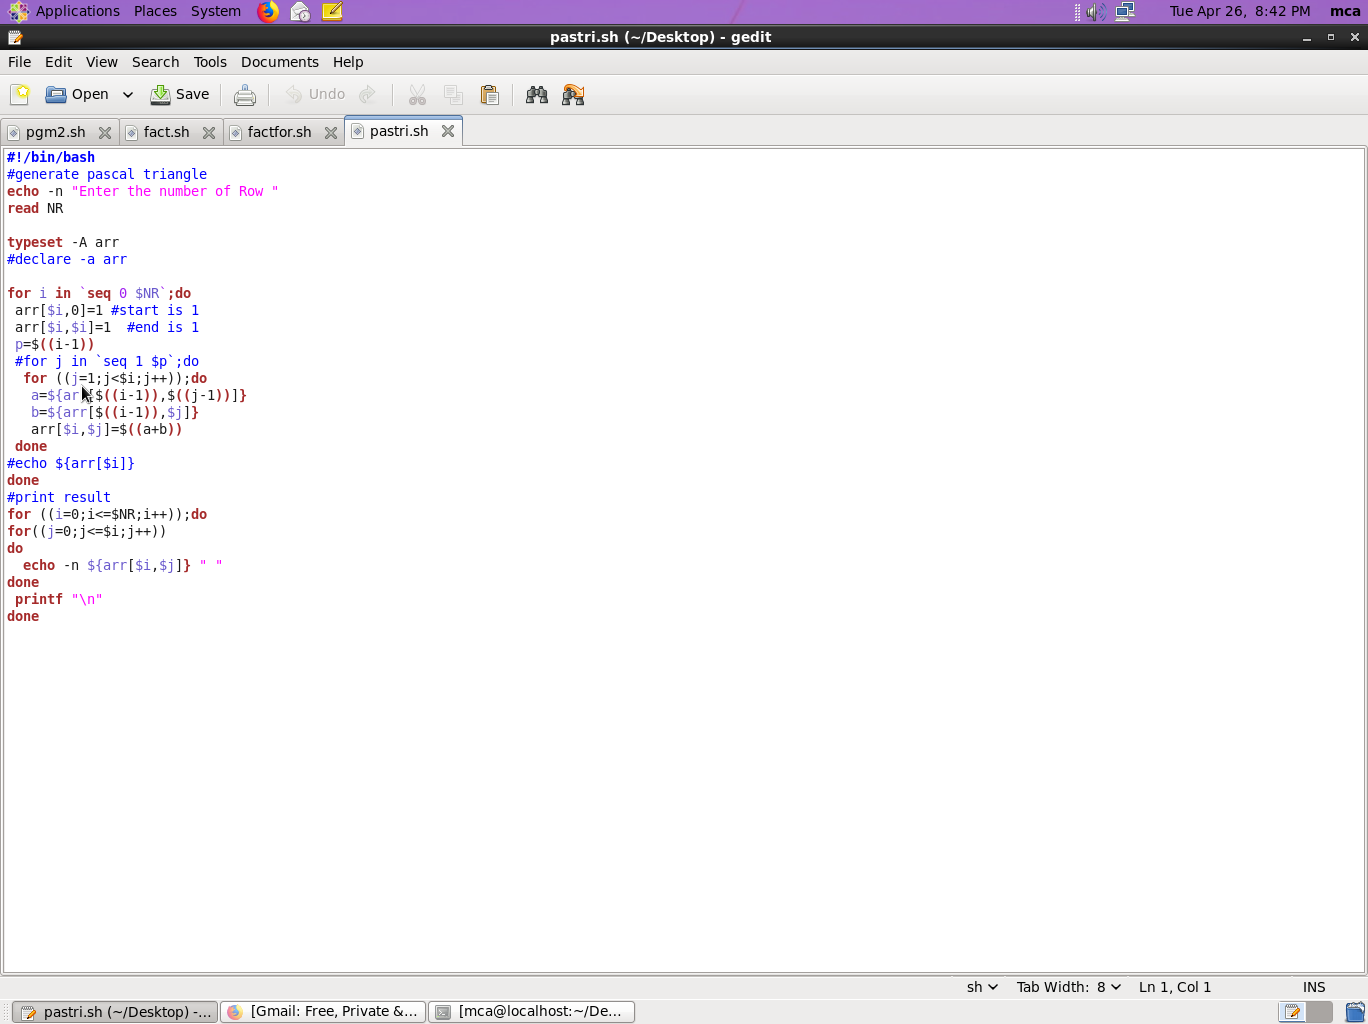 Applications Places System Tue Apr 26, 8:42 PM mca
pastri.sh (~/Desktop) - gedit
File Edit View Search Tools Documents Help
Open Save Undo
pgm2.sh fact.sh factfor.sh pastri.sh
#!/bin/bash
#generate pascal triangle
echo -n "Enter the number of Row "
read NR
typeset -A arr
#declare -a arr
for i in `seq 0 $NR`;do
arr[$i,0]=1 #start is 1
arr[$i,$i]=1  #end is 1
p=$((i-1))
#for j in `seq 1 $p`;do
for ((j=1;j<$i;j++));do
a=${arr[$((i-1)),$((j-1))]}
b=${arr[$((i-1)),$j]}
arr[$i,$j]=$((a+b))
done
#echo ${arr[$i]}
done
#print result
for ((i=0;i<=$NR;i++));do
for((j=0;j<=$i;j++))
do
echo -n ${arr[$i,$j]} " "
done
printf "\n"
done
sh Tab Width: 8 Ln 1, Col 1 INS
pastri.sh (~/Desktop) -... [Gmail: Free, Private &... [mca@localhost:~/De...